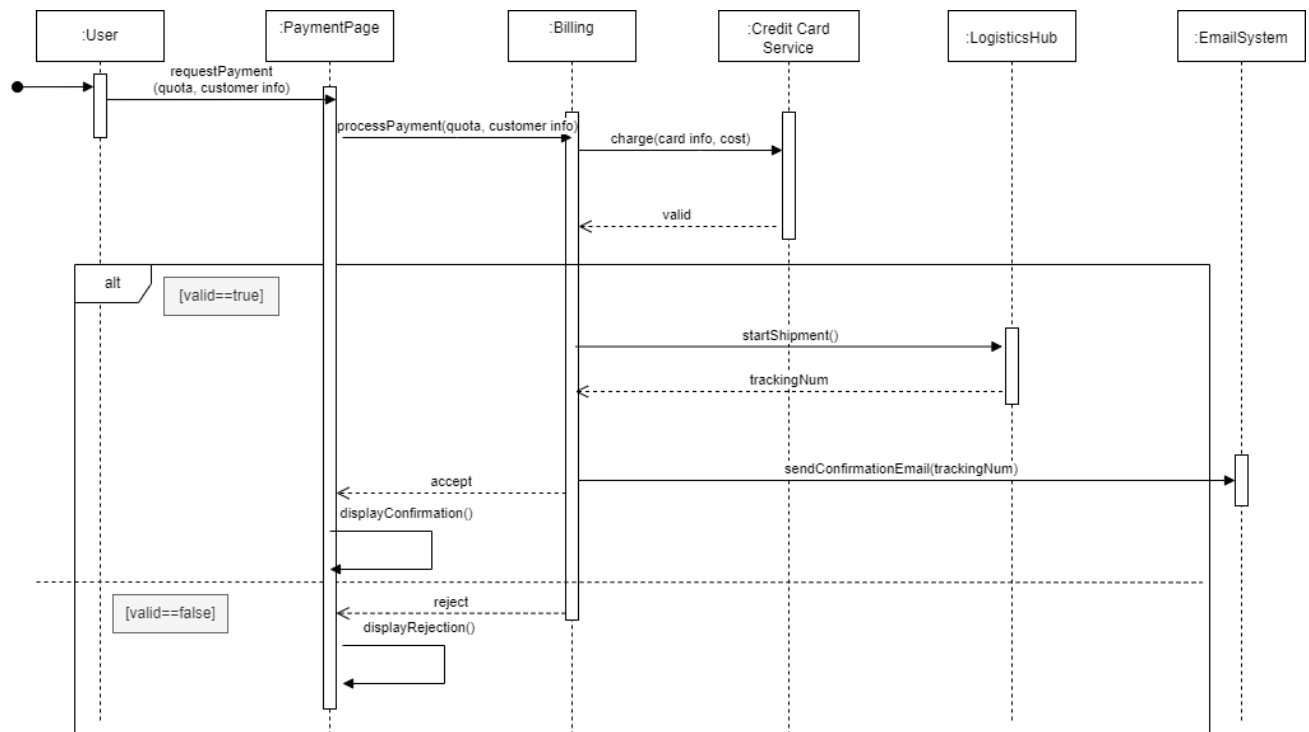 :User
:PaymentPage
:Billing
:Credit Card
Service
:LogisticsHub
:EmailSystem
requestPayment
(quota, customer info)
processPayment(quota, customer info)
charge(card info, cost)
valid
alt
[valid==true]
startShipment()
trackingNum
sendConfirmationEmail(trackingNum)
accept
displayConfirmation()
[valid==false]
reject
displayRejection()